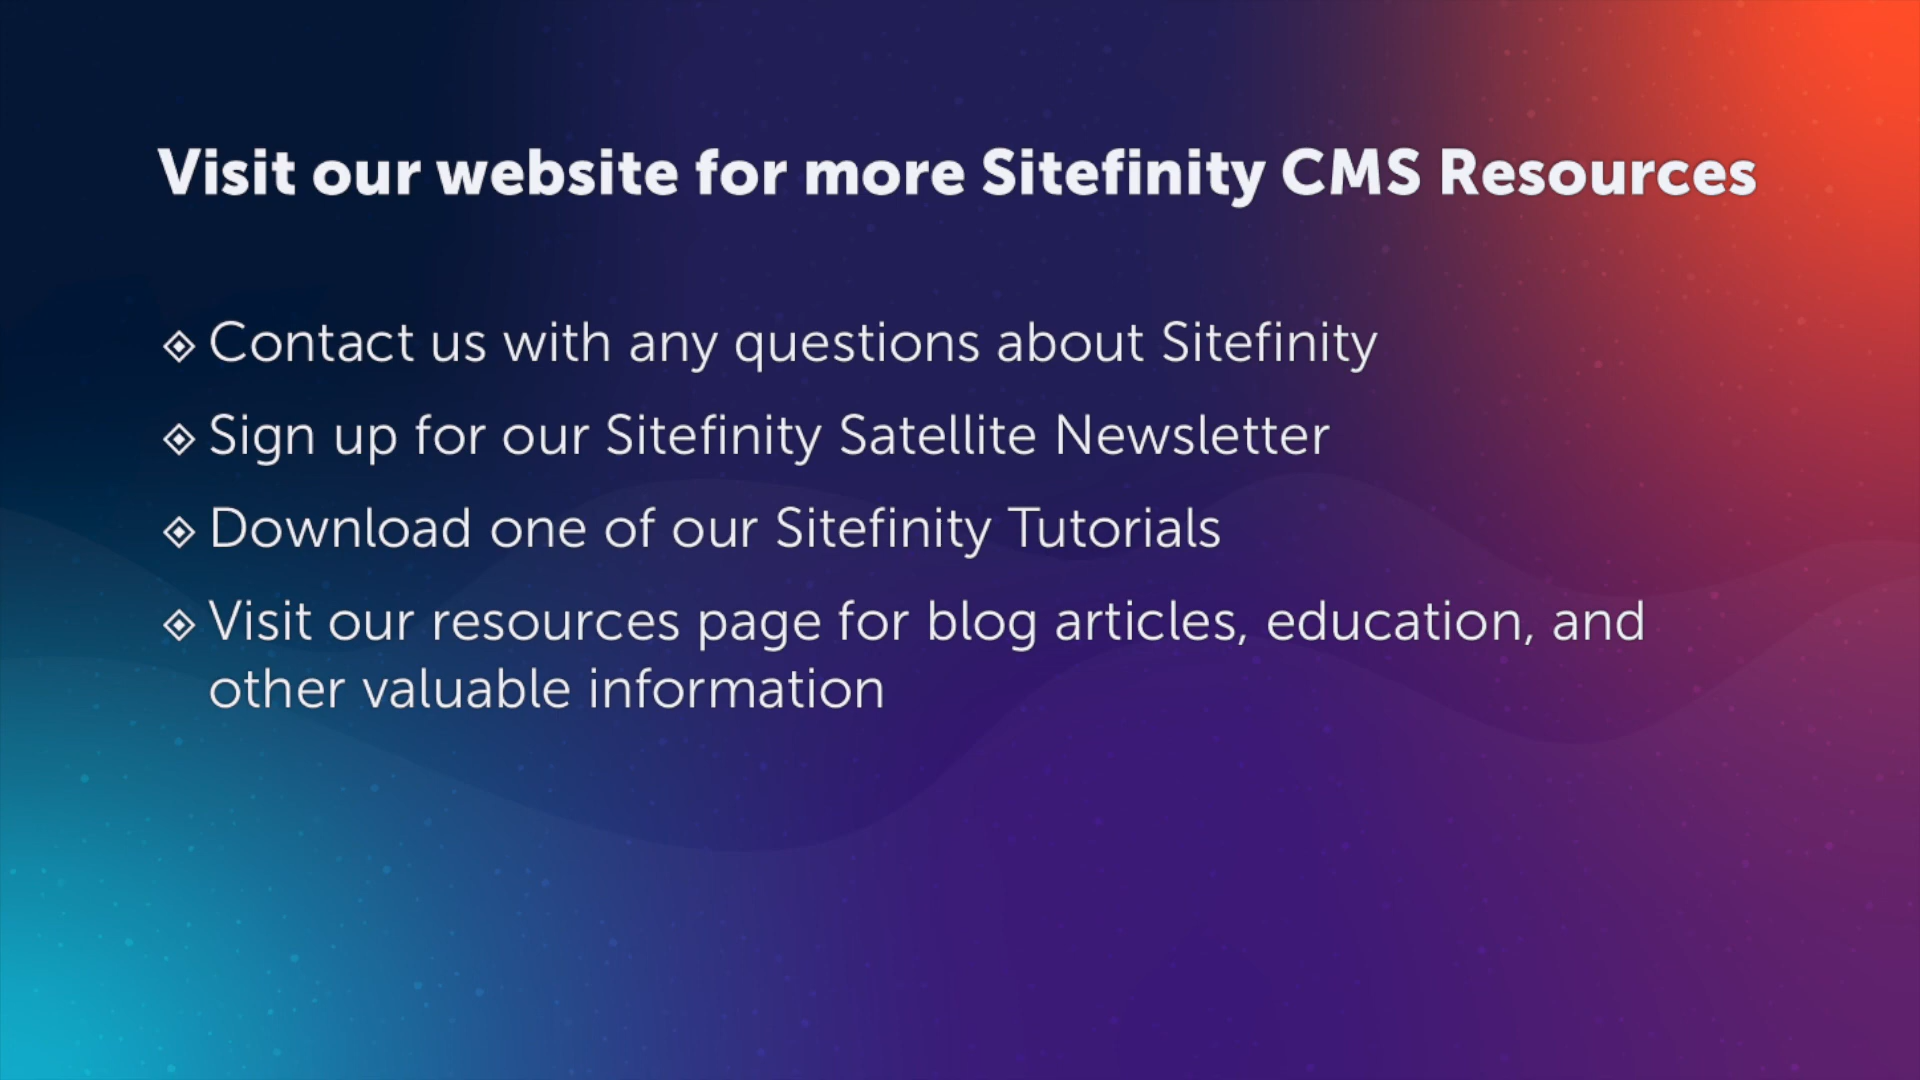 Visit our website for more Sitefinity CMS Resources
Contact us with any questions about Sitefinity
Sign up for our Sitefinity Satellite Newsletter
Download one of our Sitefinity Tutorials
Visit our resources page for blog articles, education, and
other valuable information